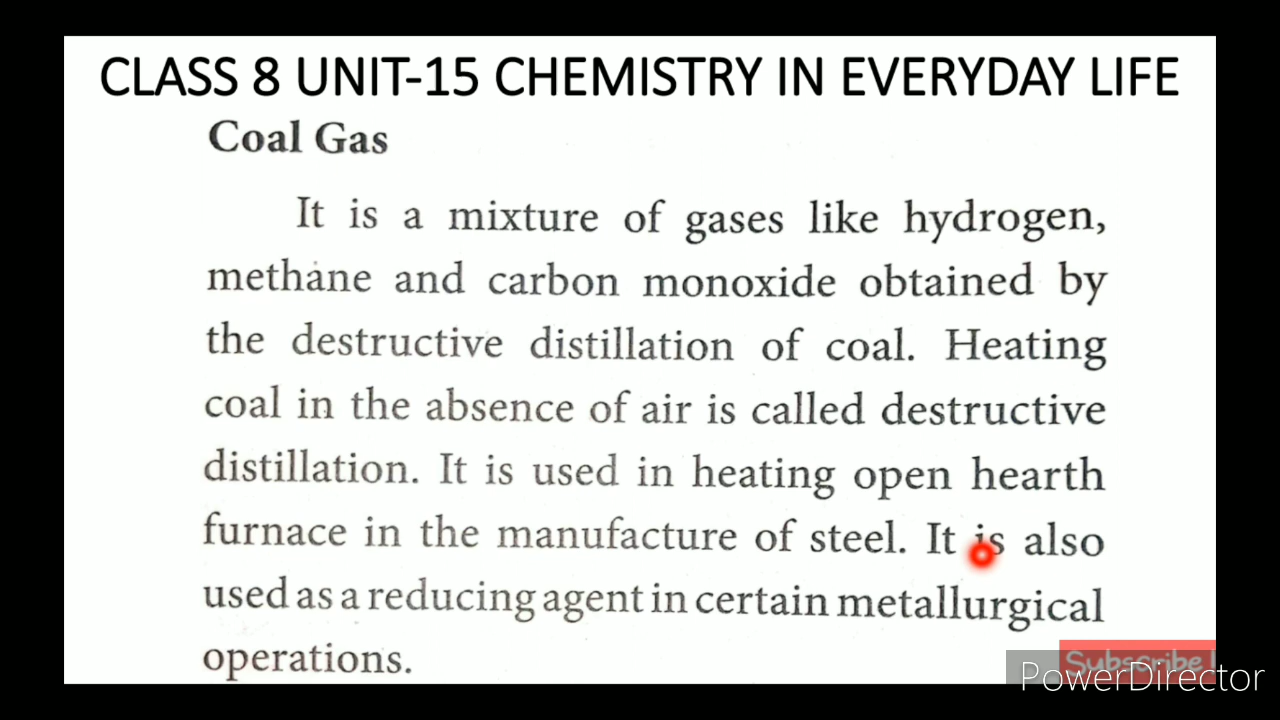 CLASS 8 UNIT-15 CHEMISTRY IN EVERYDAY LIFE
Coal Gas
It is a mixture of gases like hydrogen,
methane and carbon monoxide obtained by
the destructive distillation of coal. Heating
coal in the absence of air is called destructive
distillation. It is used in heating open hearth
furnace in the manufacture of steel. It is also
used as a reducing agent in certain metallurgical
operations.
Subscribe !
PowerDirector